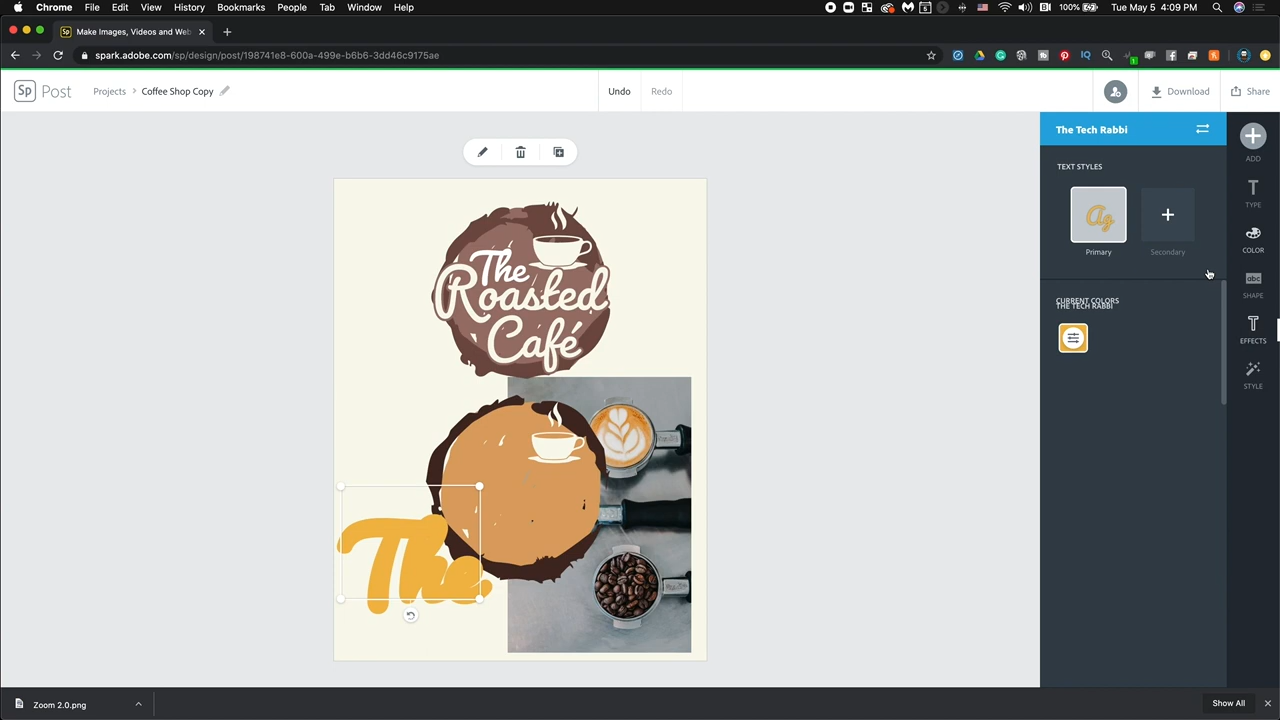 Chrome File Edit View History Bookmarks People Tab Window Help
100% Tue May 5 4:09 PM
Sp Make Images, Videos and Web
spark.adobe.com/sp/design/post/198741e8-600a-499e-b6b6-3dd46c9175ae
Sp Post Projects > Coffee Shop Copy Undo Redo Download Share
The Tech Rabbi
TEXT STYLES
Ag
Primary Secondary
CURRENT COLORS
THE TECH RABBI
ADD
TYPE
COLOR
abc
SHAPE
EFFECTS
STYLE
The
Roasted
Café
The
Zoom 2.0.png
Show All